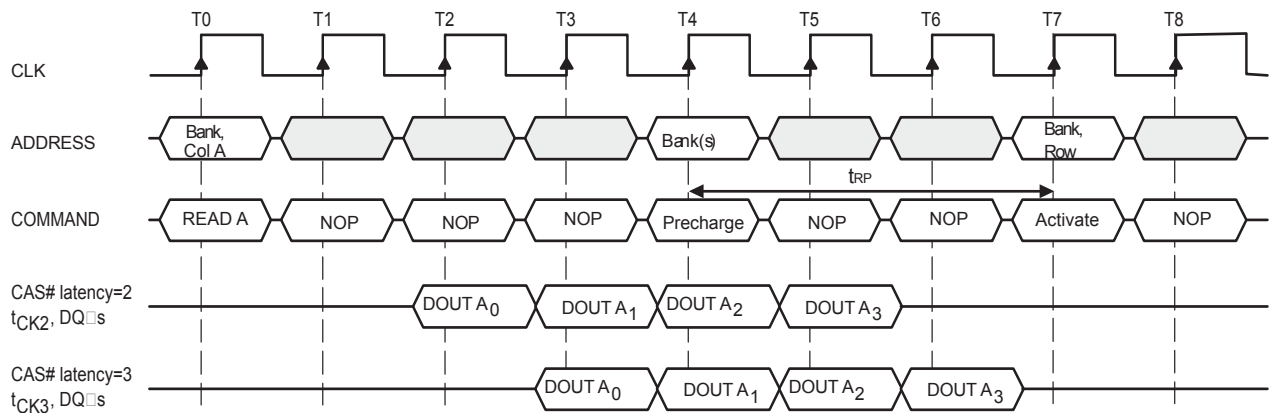 T0 T1 T2 T3 T4 T5 T6 T7 T8
CLK
ADDRESS
Bank,
Col A
Bank(s)
Bank,
Row
tRP
COMMAND
READ A NOP NOP NOP Precharge NOP NOP Activate NOP
CAS# latency=2
tCK2, DQ□s
DOUT A0 DOUT A1 DOUT A2 DOUT A3
CAS# latency=3
tCK3, DQ□s
DOUT A0 DOUT A1 DOUT A2 DOUT A3